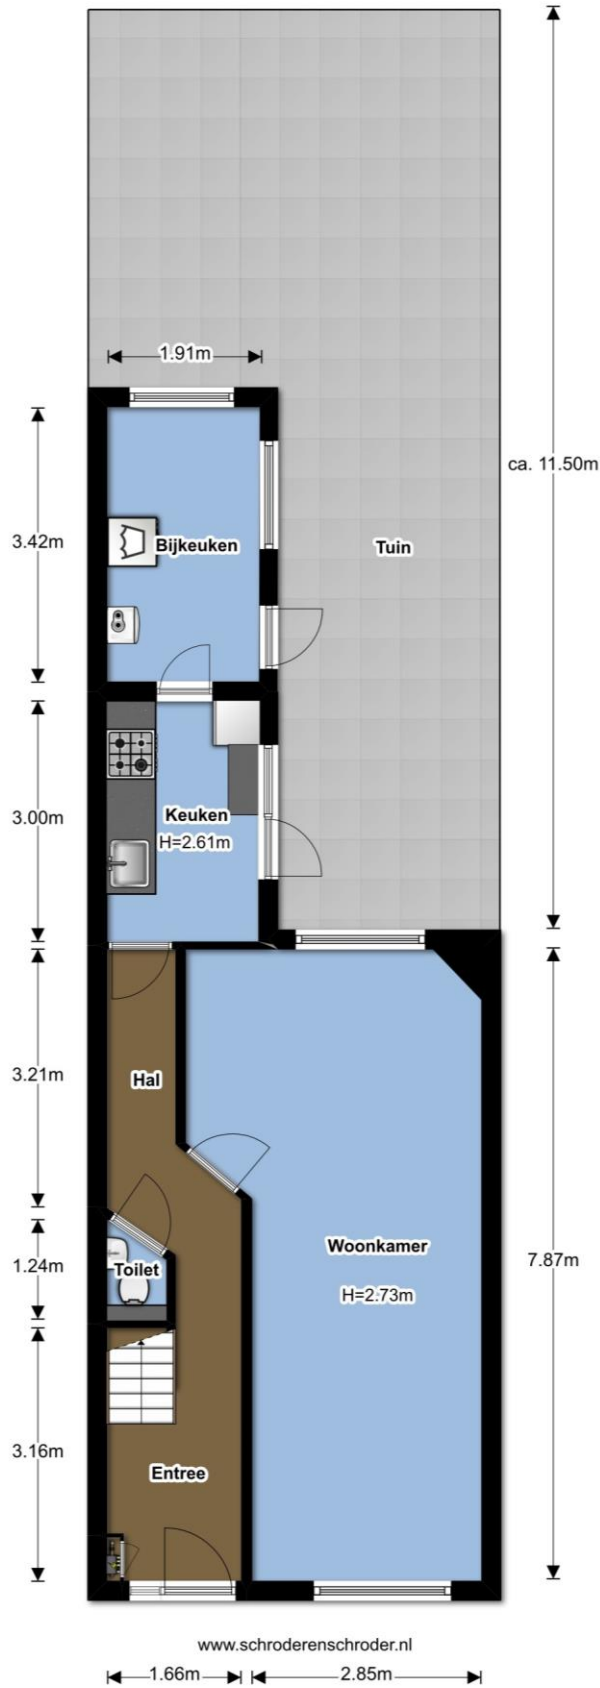 1.91m
ca. 11.50m
3.42m
Bijkeuken
Tuin
3.00m
Keuken
H=2.61m
3.21m
Hal
Woonkamer
7.87m
1.24m
Toilet
H=2.73m
3.16m
Entree
www.schroderenschroder.nl
1.66m
2.85m